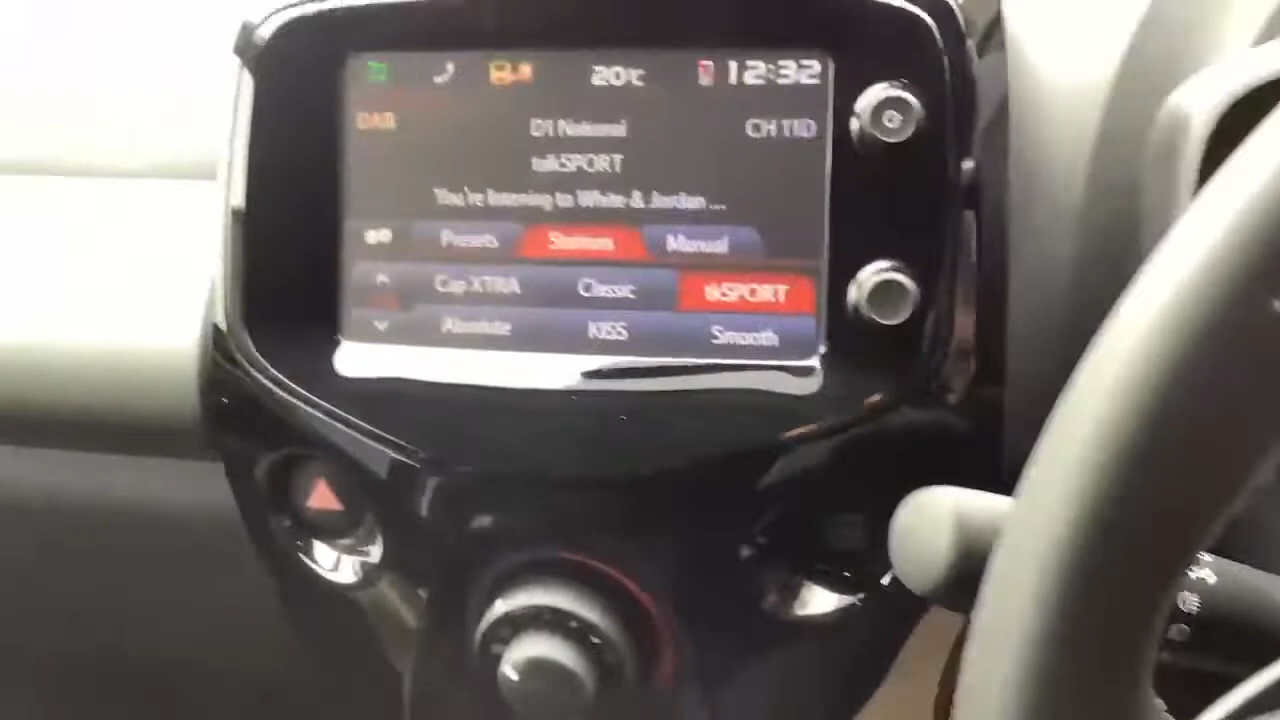 20°C 12:32
DAB D1 National CH 11D
talkSPORT
You're listening to White & Jordan ...
Presets Stations Manual
Cap XTRA Classic tlkSPORT
Absolute KISS Smooth